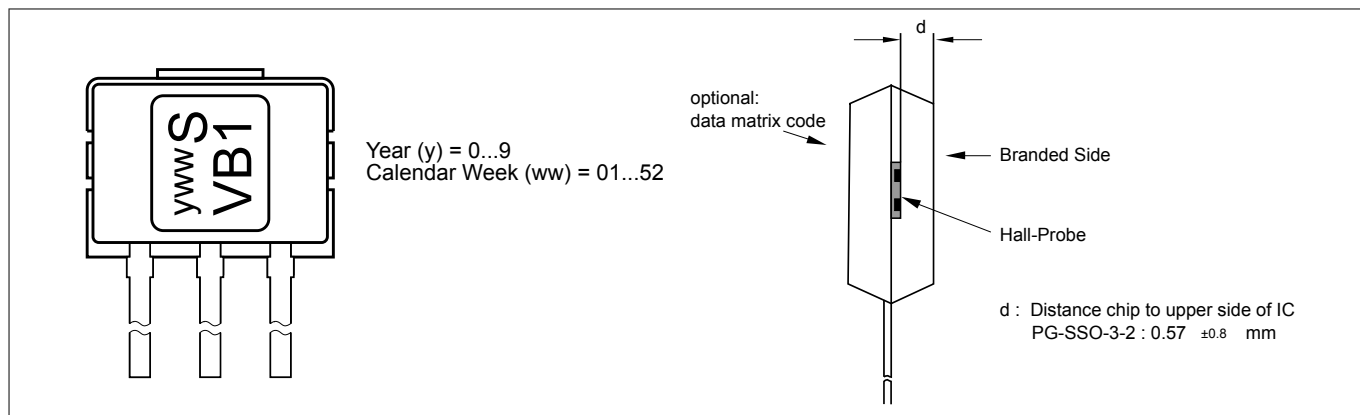 ywwS
VB1
Year (y) = 0...9
Calendar Week (ww) = 01...52
d
optional:
data matrix code
Branded Side
Hall-Probe
d : Distance chip to upper side of IC
PG-SSO-3-2 : 0.57 ±0.8 mm